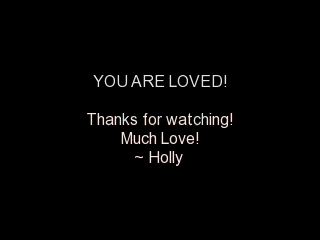 YOU ARE LOVED!
Thanks for watching!
Much Love!
~ Holly